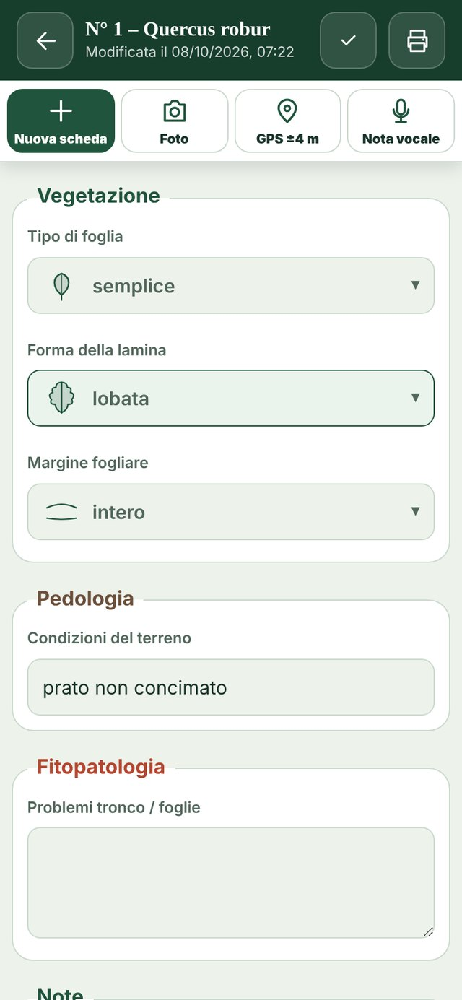 N° 1 – Quercus robur
Modificata il 08/10/2026, 07:22
Nuova scheda
Foto
GPS ±4 m
Nota vocale
Vegetazione
Tipo di foglia
semplice
Forma della lamina
lobata
Margine fogliare
intero
Pedologia
Condizioni del terreno
prato non concimato
Fitopatologia
Problemi tronco / foglie
Note